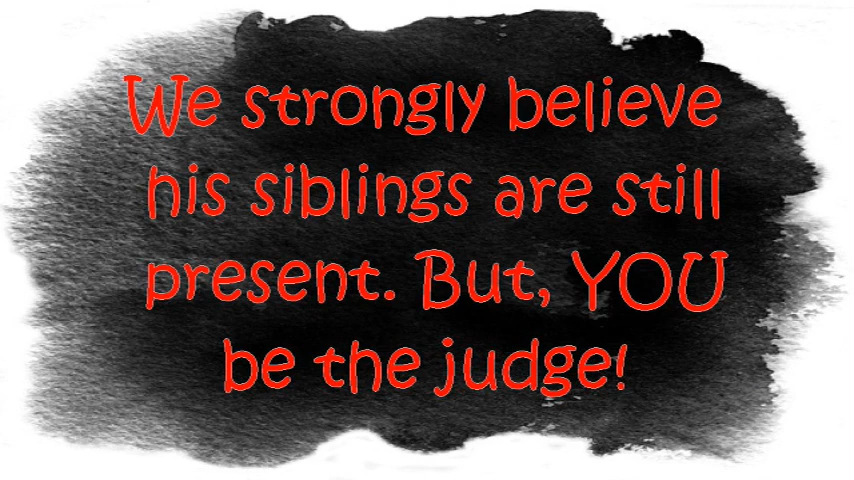 We strongly believe
his siblings are still
present. But, YOU
be the judge!